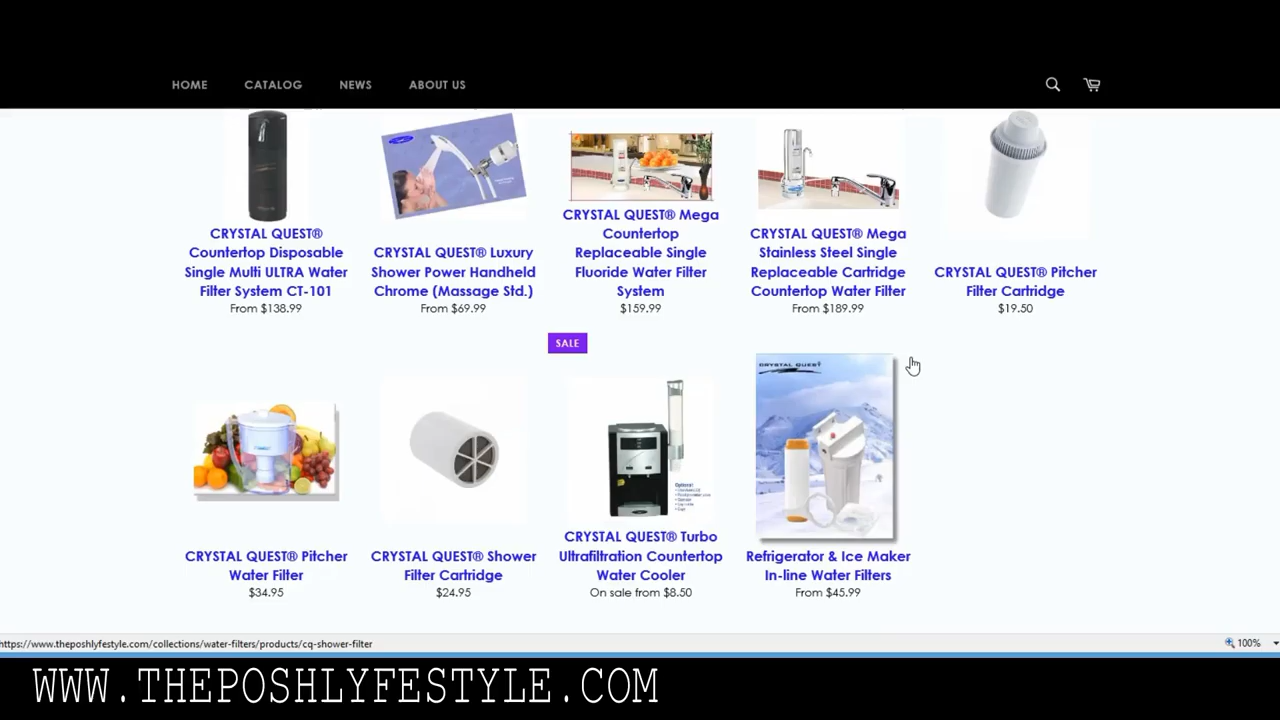 HOME CATALOG NEWS ABOUT US
CRYSTAL QUEST®
Countertop Disposable
Single Multi ULTRA Water
Filter System CT-101
From $138.99
CRYSTAL QUEST® Luxury
Shower Power Handheld
Chrome (Massage Std.)
From $69.99
CRYSTAL QUEST® Mega
Countertop
Replaceable Single
Fluoride Water Filter
System
$159.99
CRYSTAL QUEST® Mega
Stainless Steel Single
Replaceable Cartridge
Countertop Water Filter
From $189.99
CRYSTAL QUEST® Pitcher
Filter Cartridge
$19.50
CRYSTAL QUEST® Pitcher
Water Filter
$34.95
CRYSTAL QUEST® Shower
Filter Cartridge
$24.95
SALE
Optional:
CRYSTAL QUEST® Turbo
Ultrafiltration Countertop
Water Cooler
On sale from $8.50
CRYSTAL QUEST®
Refrigerator & Ice Maker
In-line Water Filters
From $45.99
https://www.theposhlyfestyle.com/collections/water-filters/products/cq-shower-filter
100%
WWW.THEPOSHLYFESTYLE.COM